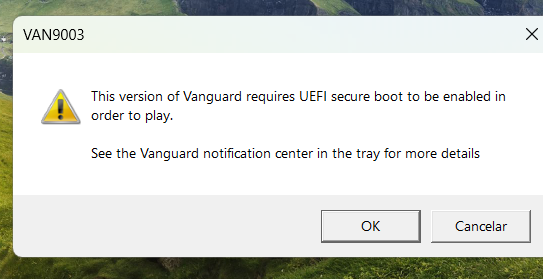 VAN9003
This version of Vanguard requires UEFI secure boot to be enabled in
order to play.
See the Vanguard notification center in the tray for more details
OK
Cancelar